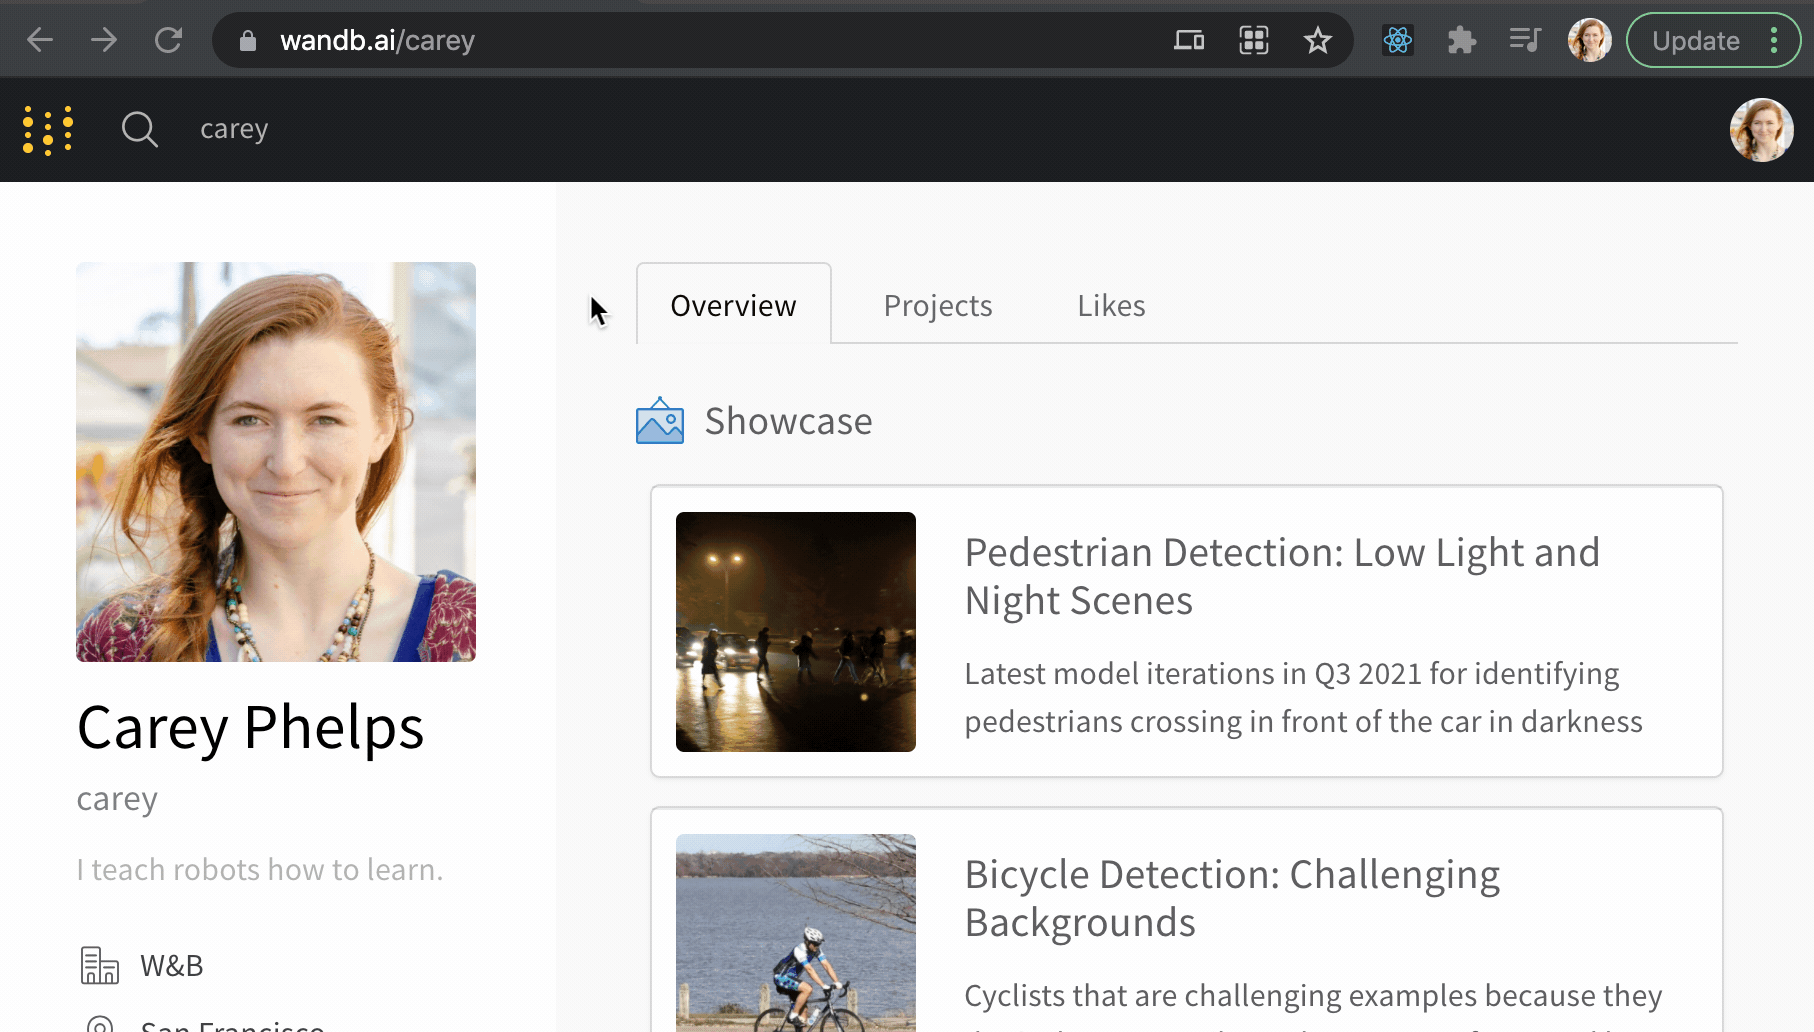 wandb.ai/carey
Update
carey
Overview
Projects
Likes
Showcase
Pedestrian Detection: Low Light and
Night Scenes
Latest model iterations in Q3 2021 for identifying
pedestrians crossing in front of the car in darkness
Bicycle Detection: Challenging
Backgrounds
Cyclists that are challenging examples because they
Carey Phelps
carey
I teach robots how to learn.
W&B
San Francisco